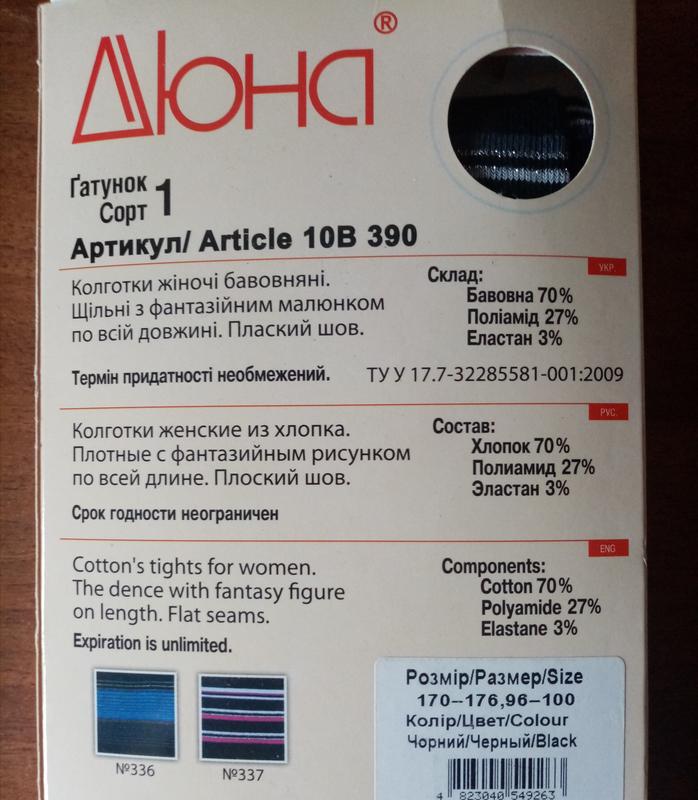 Дюна®
Ґатунок
Сорт 1
Артикул/ Article 10В 390
УКР.
Колготки жіночі бавовняні.
Щільні з фантазійним малюнком
по всій довжині. Плаский шов.
Склад:
Бавовна 70%
Поліамід 27%
Еластан 3%
Термін придатності необмежений. ТУ У 17.7-32285581-001:2009
РУС.
Колготки женские из хлопка.
Плотные с фантазийным рисунком
по всей длине. Плоский шов.
Состав:
Хлопок 70%
Полиамид 27%
Эластан 3%
Срок годности неограничен
ENG
Cotton's tights for women.
The dence with fantasy figure
on length. Flat seams.
Components:
Cotton 70%
Polyamide 27%
Elastane 3%
Expiration is unlimited.
№336
№337
Розмір/Размер/Size
170--176,96-100
Колір/Цвет/Colour
Чорний/Черный/Black
4 823040 549263